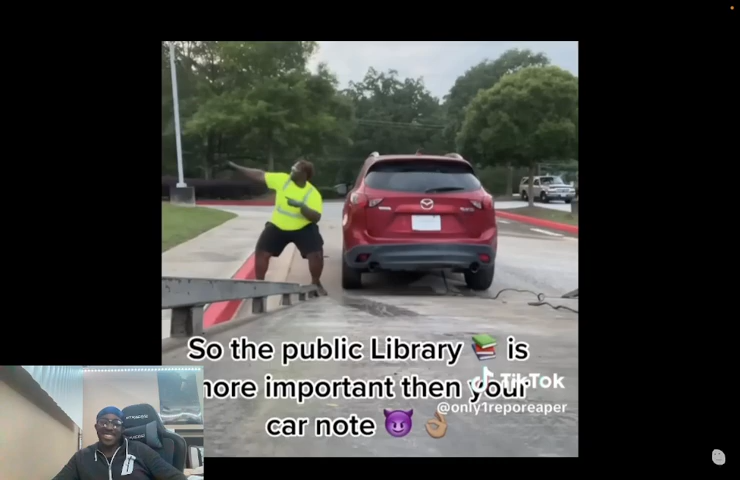 So the public Library 📚 is
more important then your
car note 😈 👌🏽
TikTok
@only1reporeaper